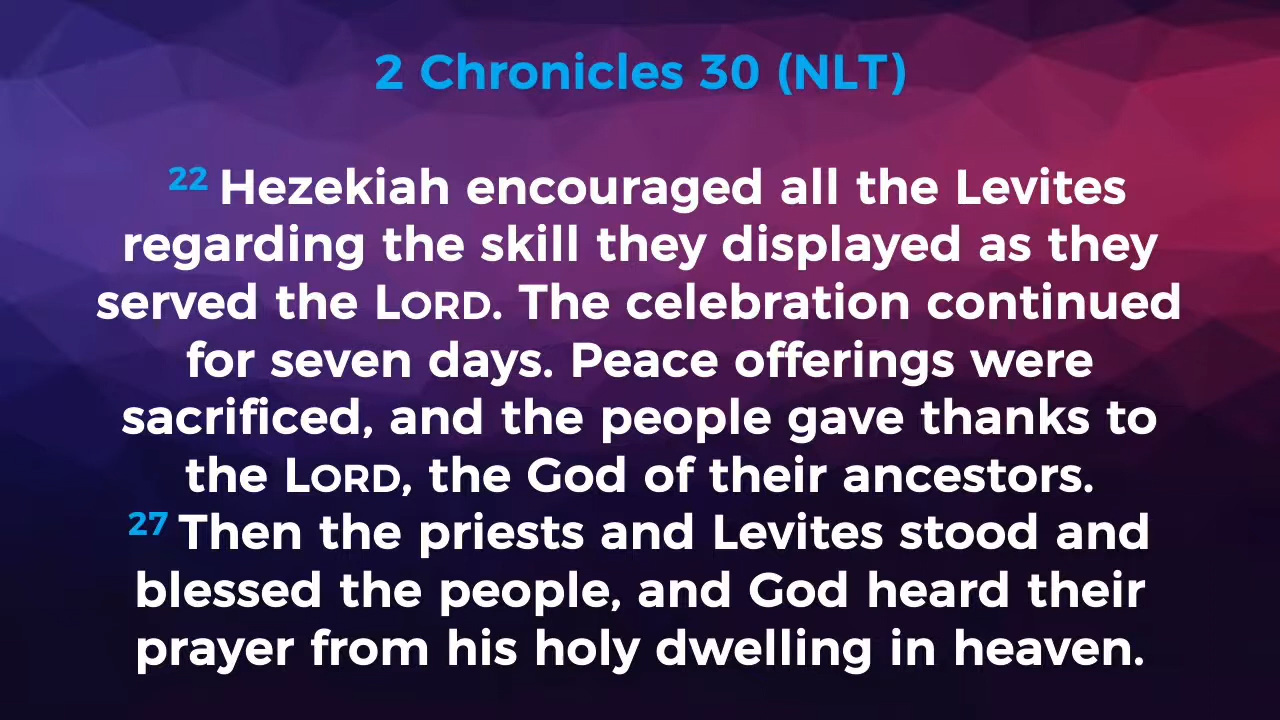 2 Chronicles 30 (NLT)
22 Hezekiah encouraged all the Levites
regarding the skill they displayed as they
served the LORD. The celebration continued
for seven days. Peace offerings were
sacrificed, and the people gave thanks to
the LORD, the God of their ancestors.
27 Then the priests and Levites stood and
blessed the people, and God heard their
prayer from his holy dwelling in heaven.